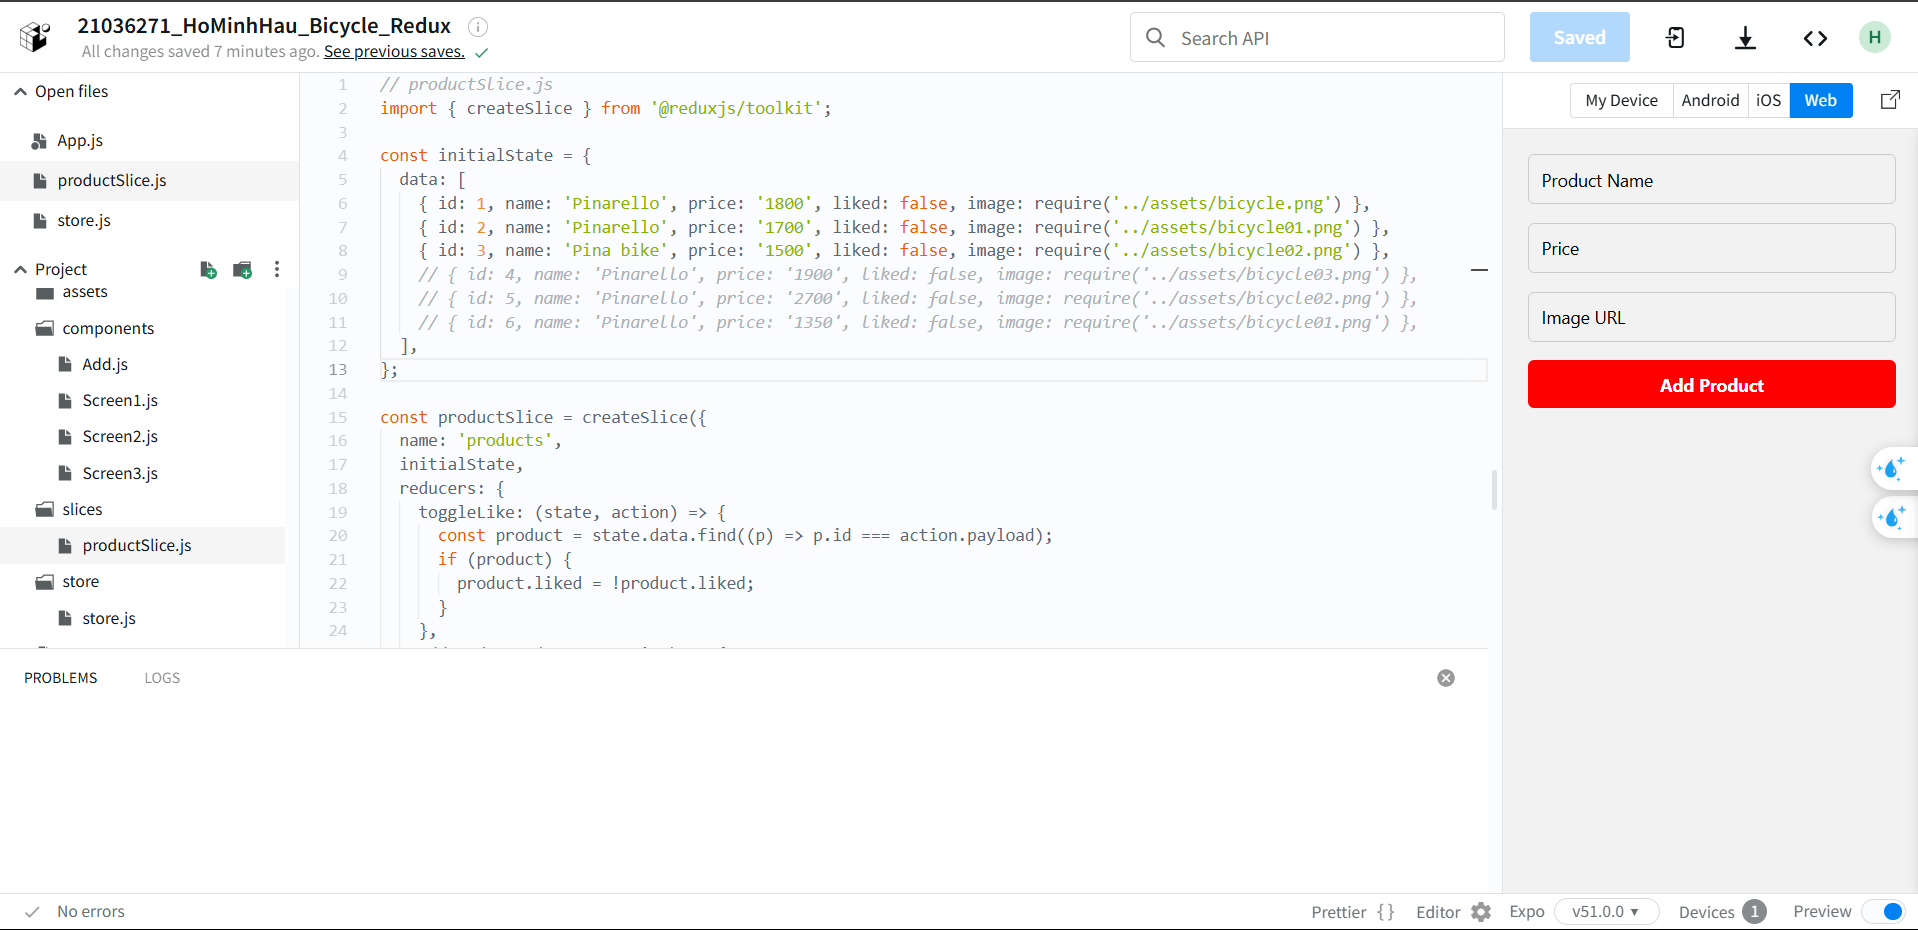 21036271_HoMinhHau_Bicycle_Redux
All changes saved 7 minutes ago. See previous saves.
Search API
Saved
H
Open files
App.js
productSlice.js
store.js
Project
assets
components
Add.js
Screen1.js
Screen2.js
Screen3.js
slices
productSlice.js
store
store.js
1 // productSlice.js
2 import { createSlice } from '@reduxjs/toolkit';
3
4 const initialState = {
5 data: [
6 { id: 1, name: 'Pinarello', price: '1800', liked: false, image: require('../assets/bicycle.png') },
7 { id: 2, name: 'Pinarello', price: '1700', liked: false, image: require('../assets/bicycle01.png') },
8 { id: 3, name: 'Pina bike', price: '1500', liked: false, image: require('../assets/bicycle02.png') },
9 // { id: 4, name: 'Pinarello', price: '1900', liked: false, image: require('../assets/bicycle03.png') },
10 // { id: 5, name: 'Pinarello', price: '2700', liked: false, image: require('../assets/bicycle02.png') },
11 // { id: 6, name: 'Pinarello', price: '1350', liked: false, image: require('../assets/bicycle01.png') },
12 ],
13 };
14
15 const productSlice = createSlice({
16 name: 'products',
17 initialState,
18 reducers: {
19 toggleLike: (state, action) => {
20 const product = state.data.find((p) => p.id === action.payload);
21 if (product) {
22 product.liked = !product.liked;
23 }
24 },
My Device
Android
iOS
Web
Product Name
Price
Image URL
Add Product
PROBLEMS
LOGS
No errors
Prettier {}
Editor
Expo
v51.0.0
Devices 1
Preview